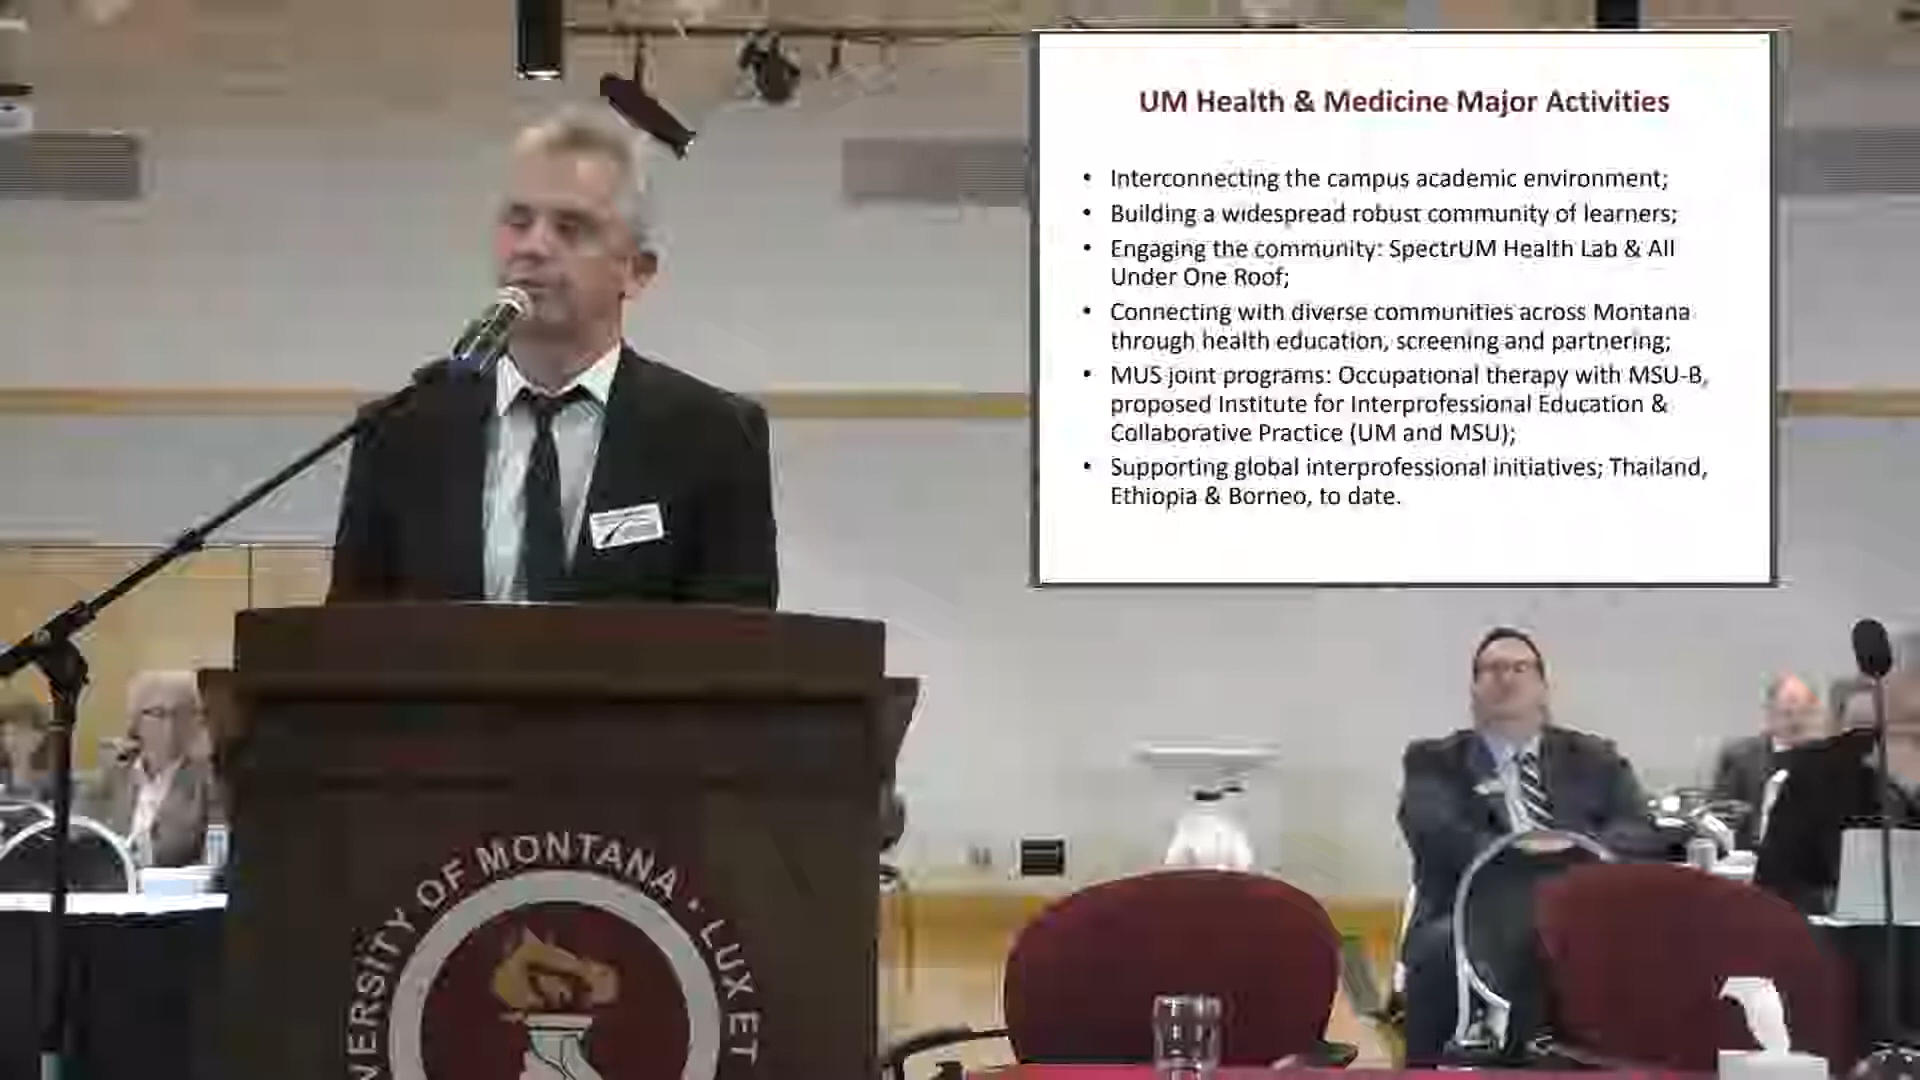 UM Health & Medicine Major Activities
• Interconnecting the campus academic environment;
• Building a widespread robust community of learners;
• Engaging the community: SpectrUM Health Lab & All
Under One Roof;
• Connecting with diverse communities across Montana
through health education, screening and partnering;
• MUS joint programs: Occupational therapy with MSU-B,
proposed Institute for Interprofessional Education &
Collaborative Practice (UM and MSU);
• Supporting global interprofessional initiatives; Thailand,
Ethiopia & Borneo, to date.
VERSITY OF MONTANA · LUX ET